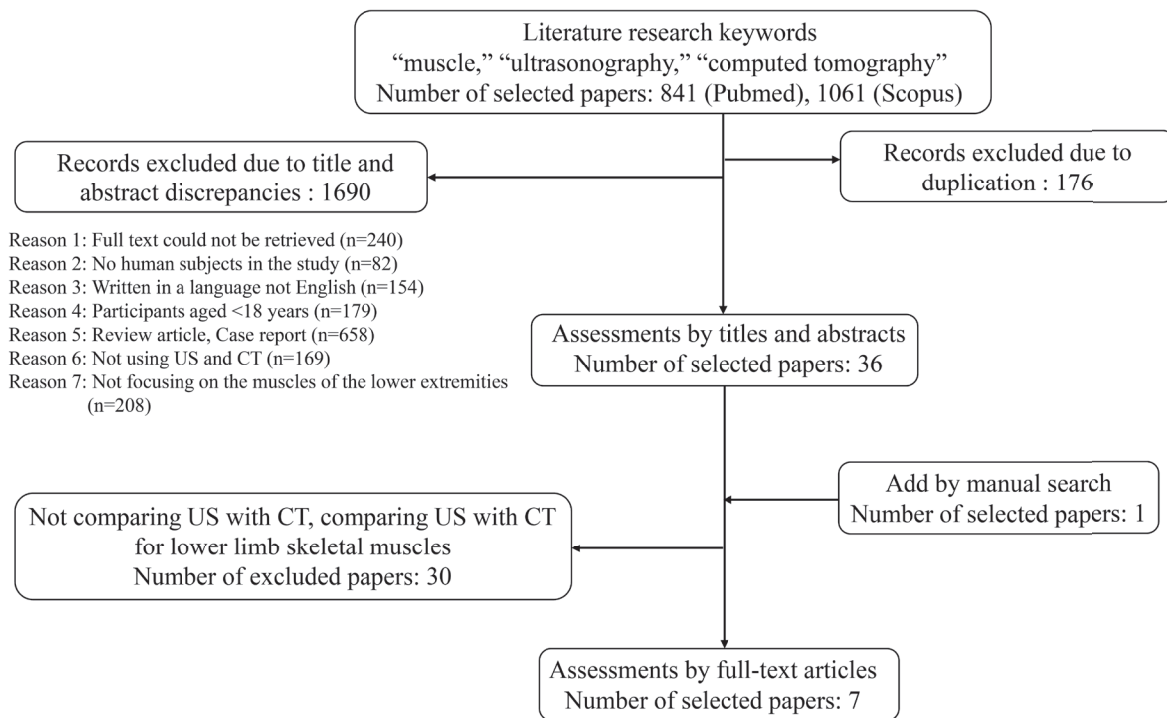 Literature research keywords
“muscle,” “ultrasonography,” “computed tomography”
Number of selected papers: 841 (Pubmed), 1061 (Scopus)
Records excluded due to title and
abstract discrepancies : 1690
Records excluded due to
duplication : 176
Reason 1: Full text could not be retrieved (n=240)
Reason 2: No human subjects in the study (n=82)
Reason 3: Written in a language not English (n=154)
Reason 4: Participants aged <18 years (n=179)
Reason 5: Review article, Case report (n=658)
Reason 6: Not using US and CT (n=169)
Reason 7: Not focusing on the muscles of the lower extremities
(n=208)
Assessments by titles and abstracts
Number of selected papers: 36
Add by manual search
Number of selected papers: 1
Not comparing US with CT, comparing US with CT
for lower limb skeletal muscles
Number of excluded papers: 30
Assessments by full-text articles
Number of selected papers: 7